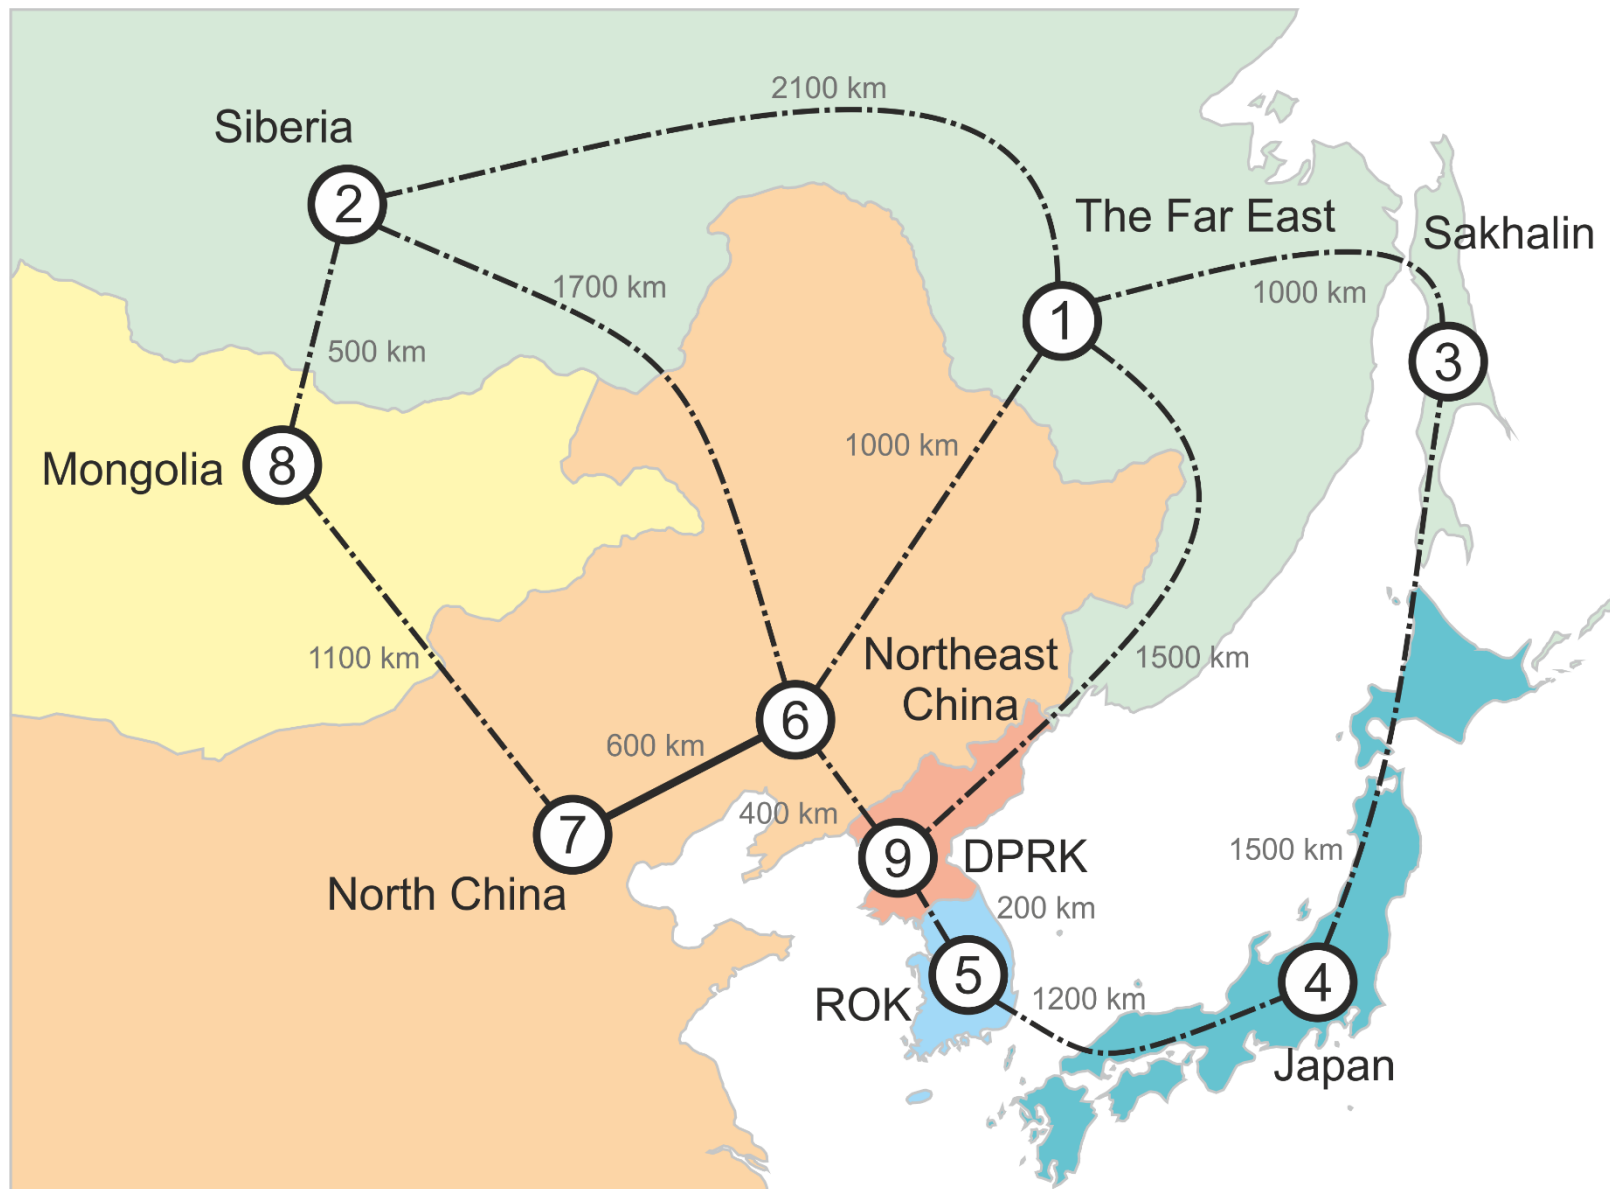 2100 km
Siberia
2
The Far East
Sakhalin
1700 km
1000 km
1
500 km
3
1000 km
Mongolia
8
1100 km
Northeast
China
1500 km
6
600 km
400 km
7
9
DPRK
1500 km
North China
200 km
5
4
ROK
1200 km
Japan